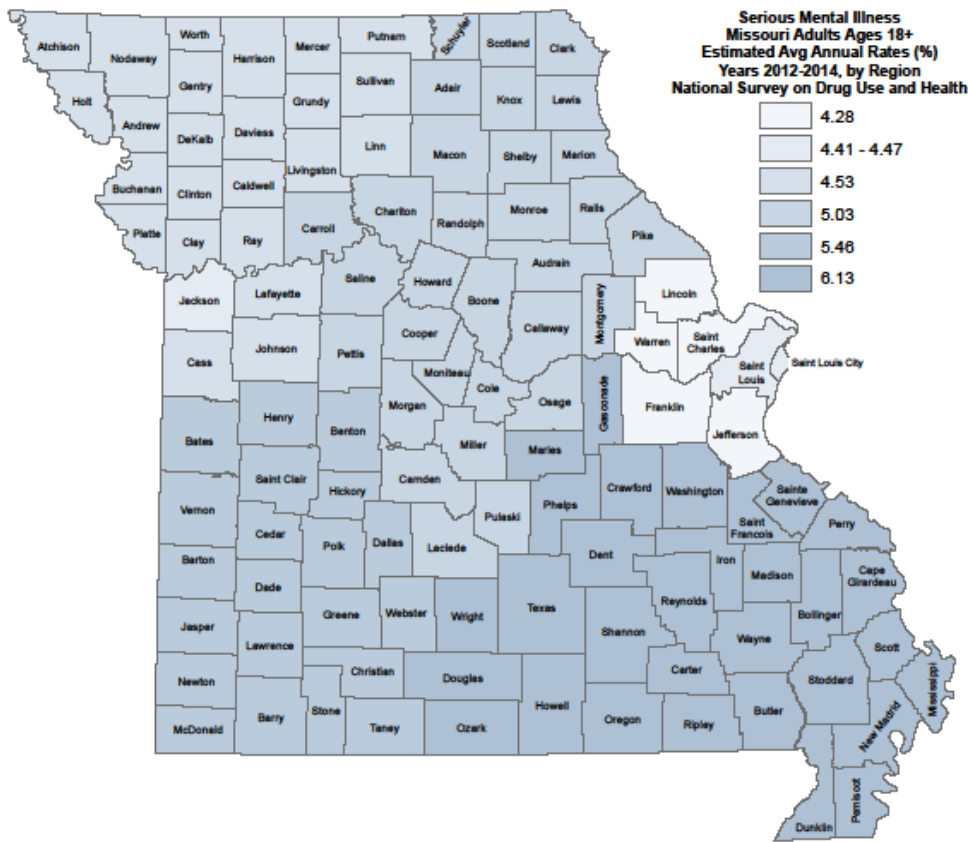 Serious Mental Illness
Missouri Adults Ages 18+
Estimated Avg Annual Rates (%)
Years 2012-2014, by Region
National Survey on Drug Use and Health
4.28
4.41 - 4.47
4.53
5.03
5.46
6.13
Atchison
Nodaway
Worth
Harrison
Mercer
Putnam
Schuyler
Scotland
Clark
Holt
Gentry
Grundy
Sullivan
Adair
Knox
Lewis
Andrew
DeKalb
Daviess
Linn
Macon
Shelby
Marion
Livingston
Buchanan
Clinton
Caldwell
Chariton
Randolph
Monroe
Ralls
Platte
Clay
Ray
Carroll
Pike
Audrain
Jackson
Lafayette
Saline
Howard
Boone
Callaway
Montgomery
Lincoln
Warren
Saint
Charles
Cass
Johnson
Pettis
Cooper
Moniteau
Cole
Saint
Louis
Saint Louis City
Morgan
Osage
Gasconade
Franklin
Jefferson
Bates
Henry
Benton
Miller
Maries
Saint Clair
Hickory
Camden
Pulaski
Phelps
Crawford
Washington
Sainte
Genevieve
Vernon
Cedar
Polk
Dallas
Laclede
Dent
Saint
Francois
Perry
Iron
Barton
Dade
Madison
Cape
Girardeau
Jasper
Lawrence
Greene
Webster
Wright
Texas
Shannon
Reynolds
Wayne
Bollinger
Scott
Newton
Christian
Douglas
Carter
Stoddard
Mississippi
McDonald
Barry
Stone
Taney
Ozark
Howell
Oregon
Ripley
Butler
New Madrid
Dunklin
Pemiscot